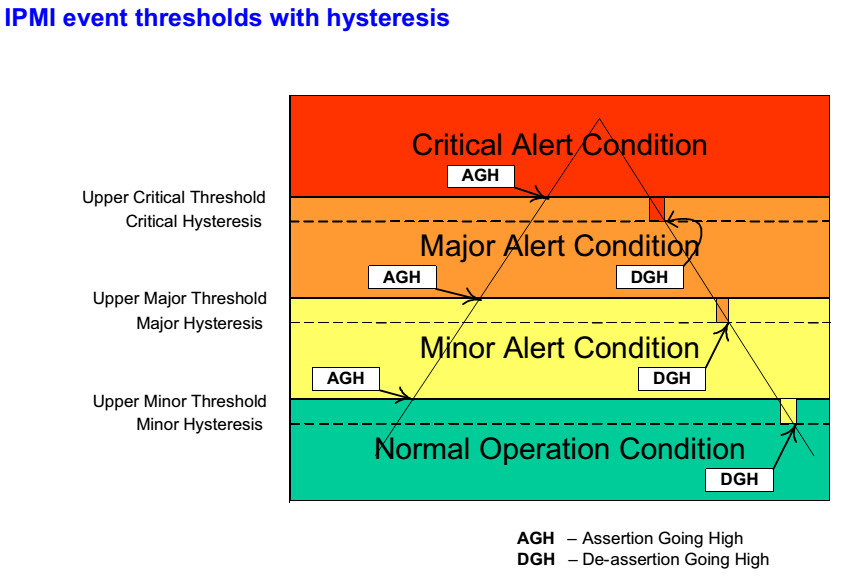 IPMI event thresholds with hysteresis
Critical Alert Condition
AGH
Upper Critical Threshold
Critical Hysteresis
Major Alert Condition
AGH
DGH
Upper Major Threshold
Major Hysteresis
Minor Alert Condition
AGH
DGH
Upper Minor Threshold
Minor Hysteresis
Normal Operation Condition
DGH
AGH – Assertion Going High
DGH – De-assertion Going High